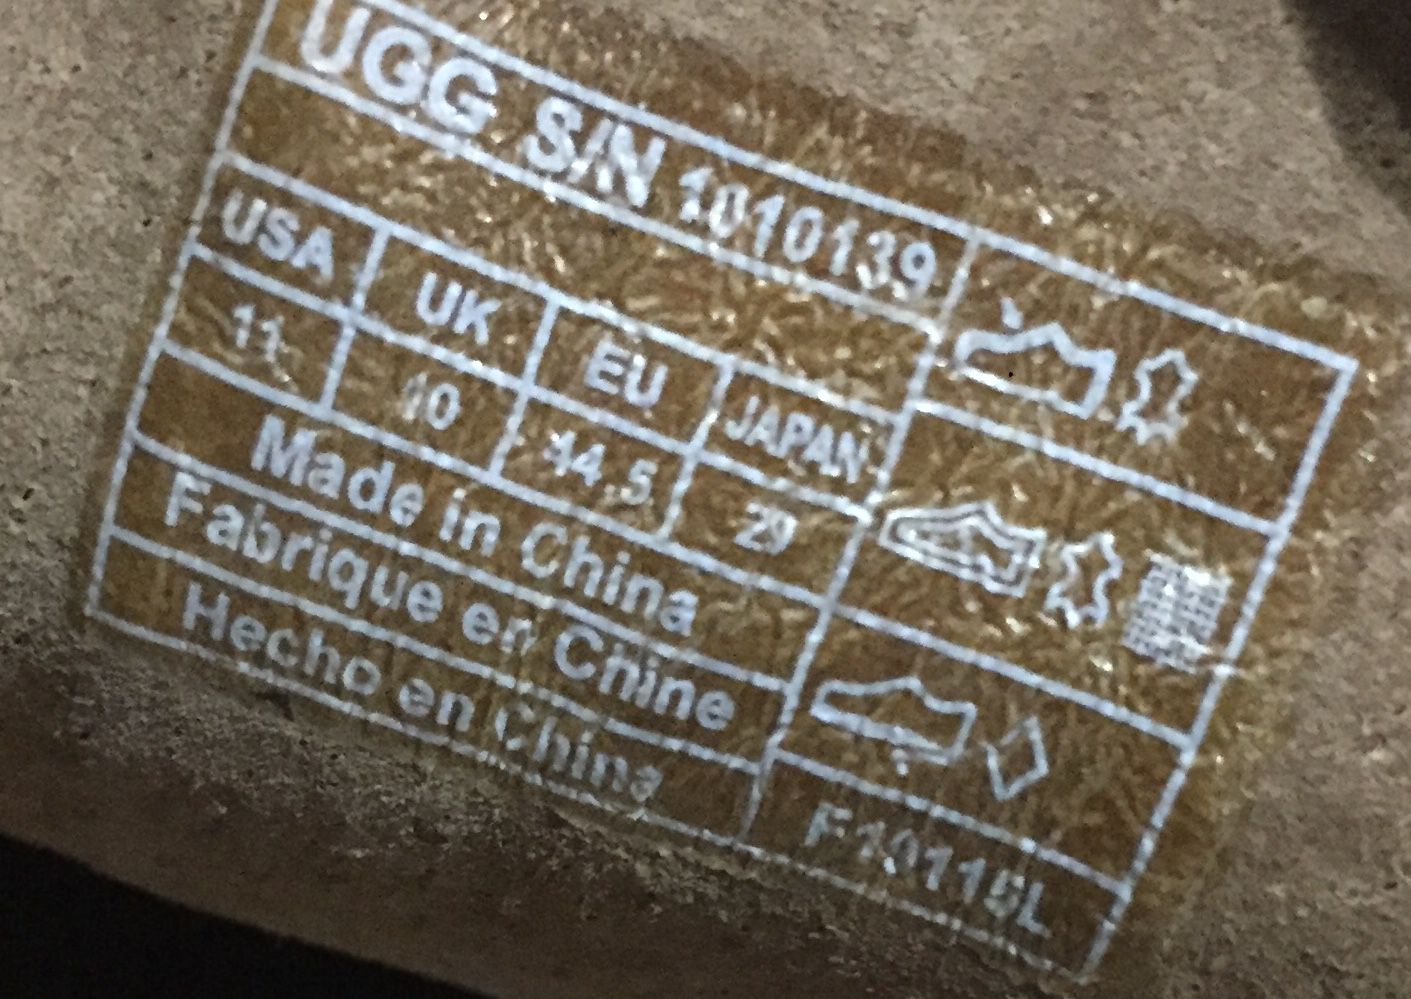 UGG S/N 1010139
USA UK EU JAPAN
11 10 44.5 29
Made in China
Fabrique en Chine
Hecho en China
F10115L